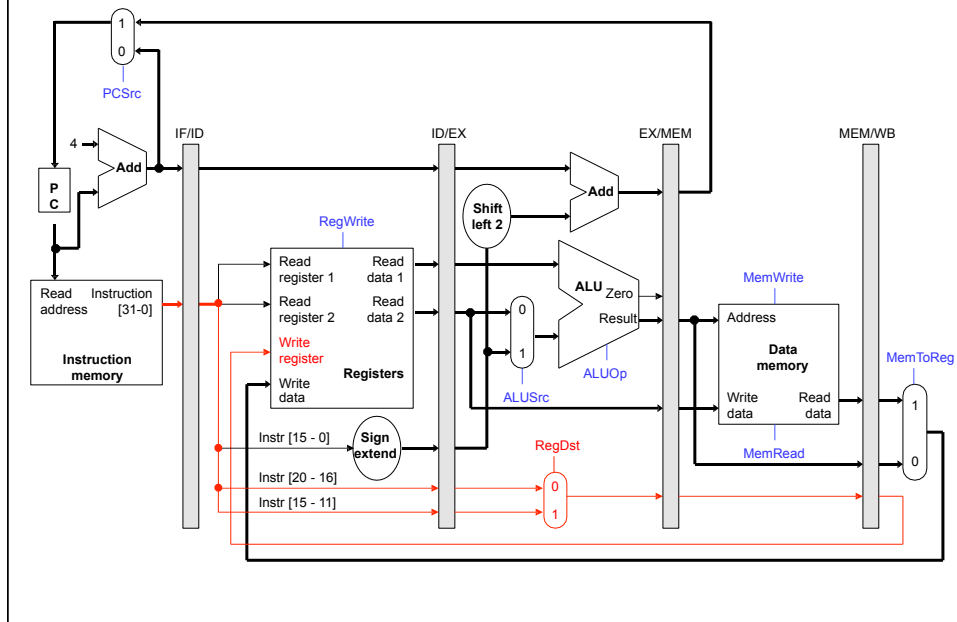 1
0
PCSrc
IF/ID
ID/EX
EX/MEM
MEM/WB
4
Add
P
C
Add
Shift
left 2
RegWrite
Read
register 1
Read
data 1
Read
register 2
Read
data 2
Write
register
Write
data
Registers
Read
address
Instruction
[31-0]
Instruction
memory
0
1
ALUSrc
ALU
Zero
Result
ALUOp
MemWrite
Address
Data
memory
Write
data
Read
data
MemRead
MemToReg
1
0
Instr [15 - 0]
Sign
extend
RegDst
Instr [20 - 16]
0
Instr [15 - 11]
1